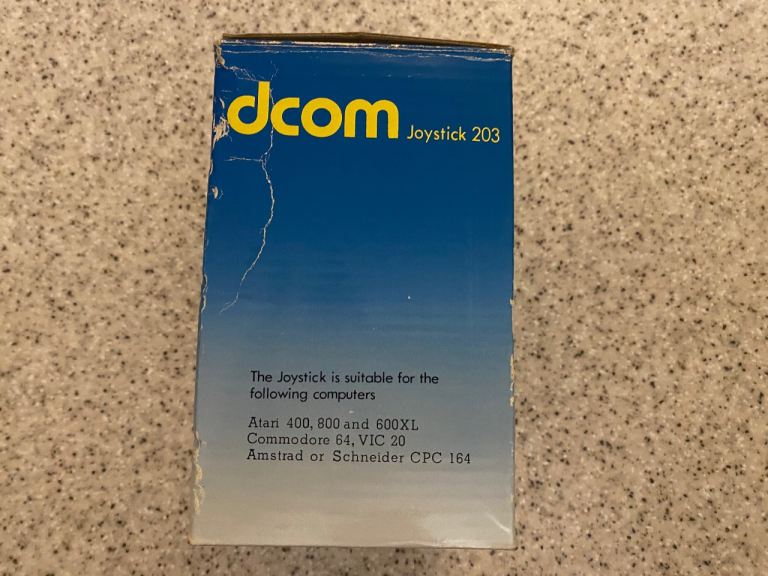 dcom Joystick 203
The Joystick is suitable for the
following computers
Atari 400, 800 and 600XL
Commodore 64, VIC 20
Amstrad or Schneider CPC 164